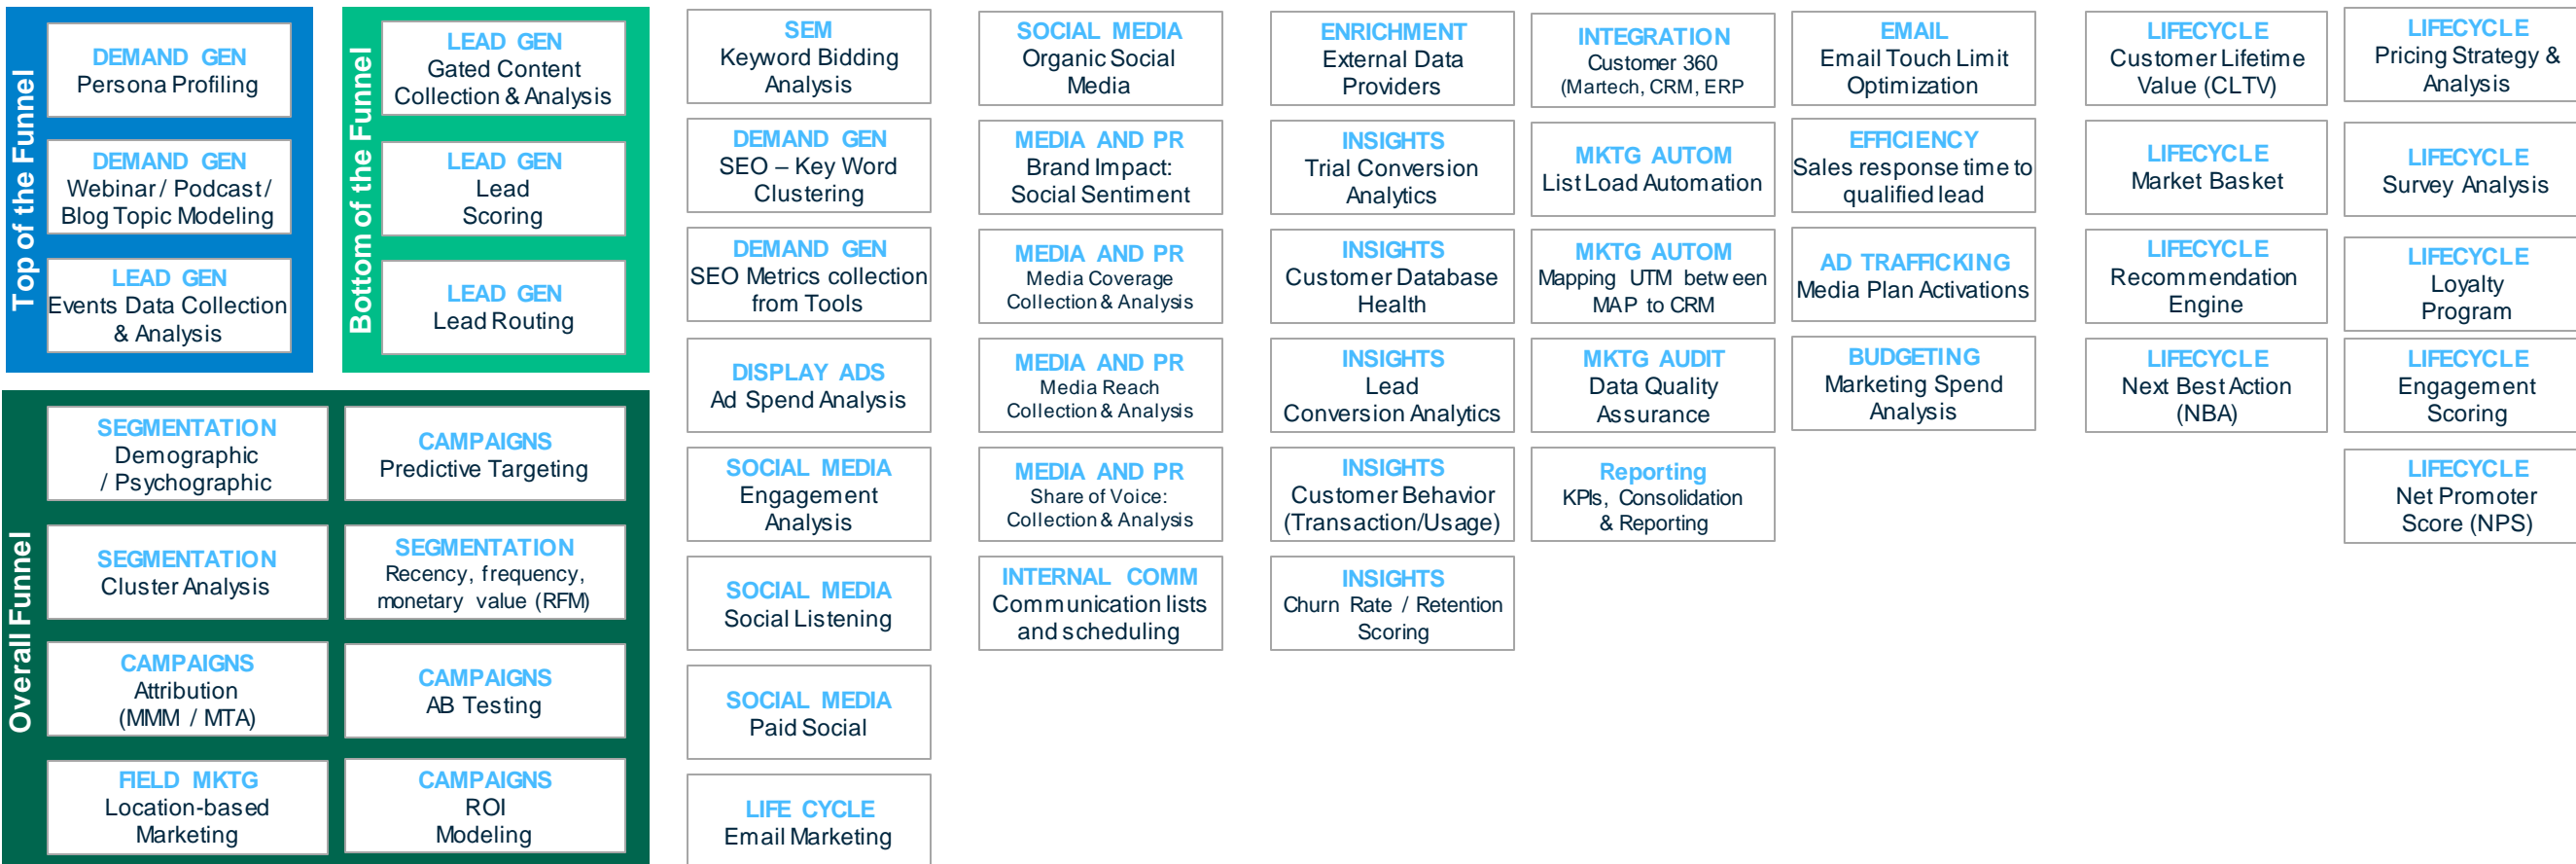 Top of the Funnel
DEMAND GEN
Persona Profiling
DEMAND GEN
Webinar / Podcast /
Blog Topic Modeling
LEAD GEN
Events Data Collection
& Analysis
Bottom of the Funnel
LEAD GEN
Gated Content
Collection & Analysis
LEAD GEN
Lead
Scoring
LEAD GEN
Lead Routing
Overall Funnel
SEGMENTATION
Demographic
/ Psychographic
CAMPAIGNS
Predictive Targeting
SEGMENTATION
Cluster Analysis
SEGMENTATION
Recency, frequency,
monetary value (RFM)
CAMPAIGNS
Attribution
(MMM / MTA)
CAMPAIGNS
AB Testing
FIELD MKTG
Location-based
Marketing
CAMPAIGNS
ROI
Modeling
SEM
Keyword Bidding
Analysis
DEMAND GEN
SEO – Key Word
Clustering
DEMAND GEN
SEO Metrics collection
from Tools
DISPLAY ADS
Ad Spend Analysis
SOCIAL MEDIA
Engagement
Analysis
SOCIAL MEDIA
Social Listening
SOCIAL MEDIA
Paid Social
LIFE CYCLE
Email Marketing
SOCIAL MEDIA
Organic Social
Media
MEDIA AND PR
Brand Impact:
Social Sentiment
MEDIA AND PR
Media Coverage
Collection & Analysis
MEDIA AND PR
Media Reach
Collection & Analysis
MEDIA AND PR
Share of Voice:
Collection & Analysis
INTERNAL COMM
Communication lists
and scheduling
ENRICHMENT
External Data
Providers
INSIGHTS
Trial Conversion
Analytics
INSIGHTS
Customer Database
Health
INSIGHTS
Lead
Conversion Analytics
INSIGHTS
Customer Behavior
(Transaction/Usage)
INSIGHTS
Churn Rate / Retention
Scoring
INTEGRATION
Customer 360
(Martech, CRM, ERP
MKTG AUTOM
List Load Automation
MKTG AUTOM
Mapping UTM between
MAP to CRM
MKTG AUDIT
Data Quality
Assurance
Reporting
KPIs, Consolidation
& Reporting
EMAIL
Email Touch Limit
Optimization
EFFICIENCY
Sales response time to
qualified lead
AD TRAFFICKING
Media Plan Activations
BUDGETING
Marketing Spend
Analysis
LIFECYCLE
Customer Lifetime
Value (CLTV)
LIFECYCLE
Market Basket
LIFECYCLE
Recommendation
Engine
LIFECYCLE
Next Best Action
(NBA)
LIFECYCLE
Pricing Strategy &
Analysis
LIFECYCLE
Survey Analysis
LIFECYCLE
Loyalty
Program
LIFECYCLE
Engagement
Scoring
LIFECYCLE
Net Promoter
Score (NPS)